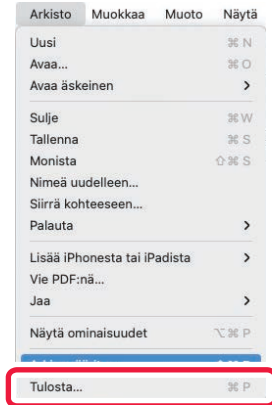 Arkisto Muokkaa Muoto Näytä
Uusi ⌘ N
Avaa... ⌘ O
Avaa äskeinen >
Sulje ⌘ W
Tallenna ⌘ S
Monista ⇧ ⌘ S
Nimeä uudelleen...
Siirrä kohteeseen...
Palauta >
Lisää iPhonesta tai iPadista >
Vie PDF:nä...
Jaa >
Näytä ominaisuudet ⌥ ⌘ P
Tulosta... ⌘ P